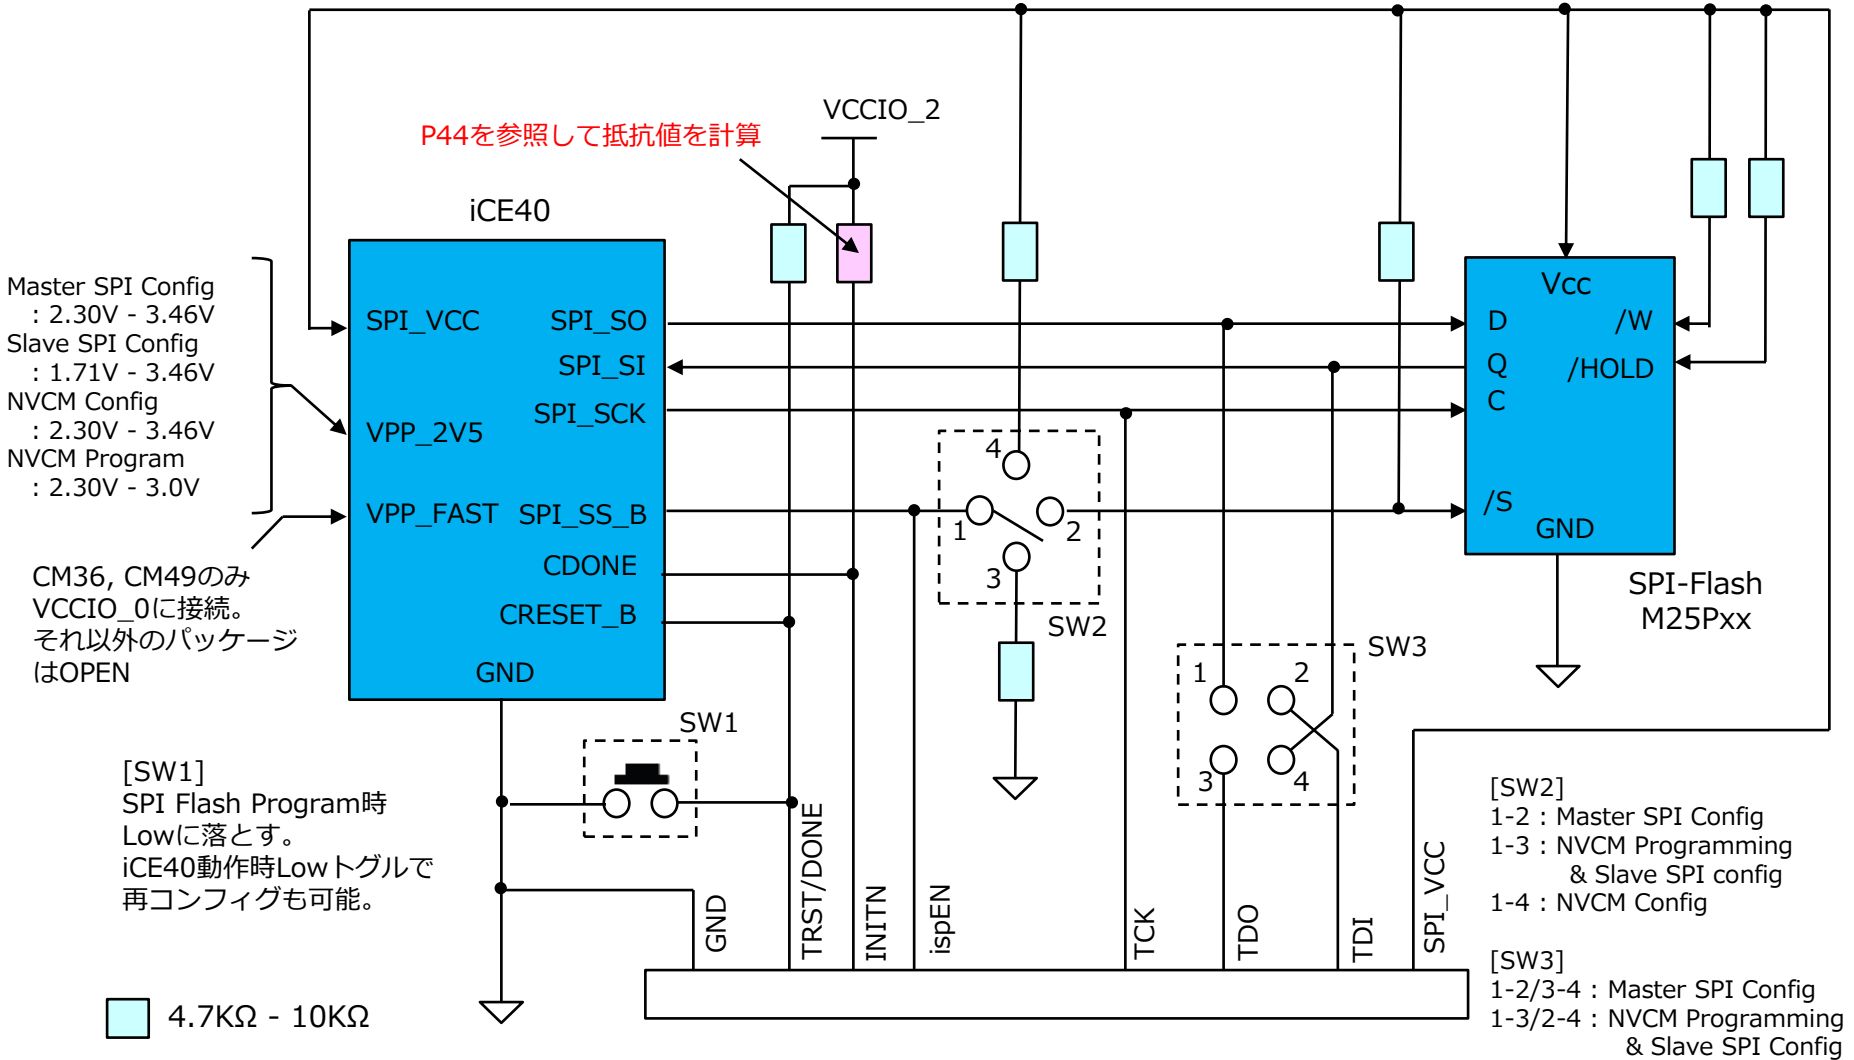 VCCIO_2
P44を参照して抵抗値を計算
iCE40
Master SPI Config
: 2.30V - 3.46V
Slave SPI Config
: 1.71V - 3.46V
NVCM Config
: 2.30V - 3.46V
NVCM Program
: 2.30V - 3.0V
CM36, CM49のみ
VCCIO_0に接続。
それ以外のパッケージ
はOPEN
SPI_VCC
VPP_2V5
VPP_FAST
SPI_SO
SPI_SI
SPI_SCK
SPI_SS_B
CDONE
CRESET_B
GND
Vcc
D
Q
C
/S
/W
/HOLD
GND
SPI-Flash
M25Pxx
4
1
2
3
SW2
SW3
1
2
3
4
SW1
[SW1]
SPI Flash Program時
Lowに落とす。
iCE40動作時Lowトグルで
再コンフィグも可能。
GND
TRST/DONE
INITN
ispEN
TCK
TDO
TDI
SPI_VCC
[SW2]
1-2 : Master SPI Config
1-3 : NVCM Programming
& Slave SPI config
1-4 : NVCM Config
[SW3]
1-2/3-4 : Master SPI Config
1-3/2-4 : NVCM Programming
& Slave SPI Config
4.7KΩ - 10KΩ